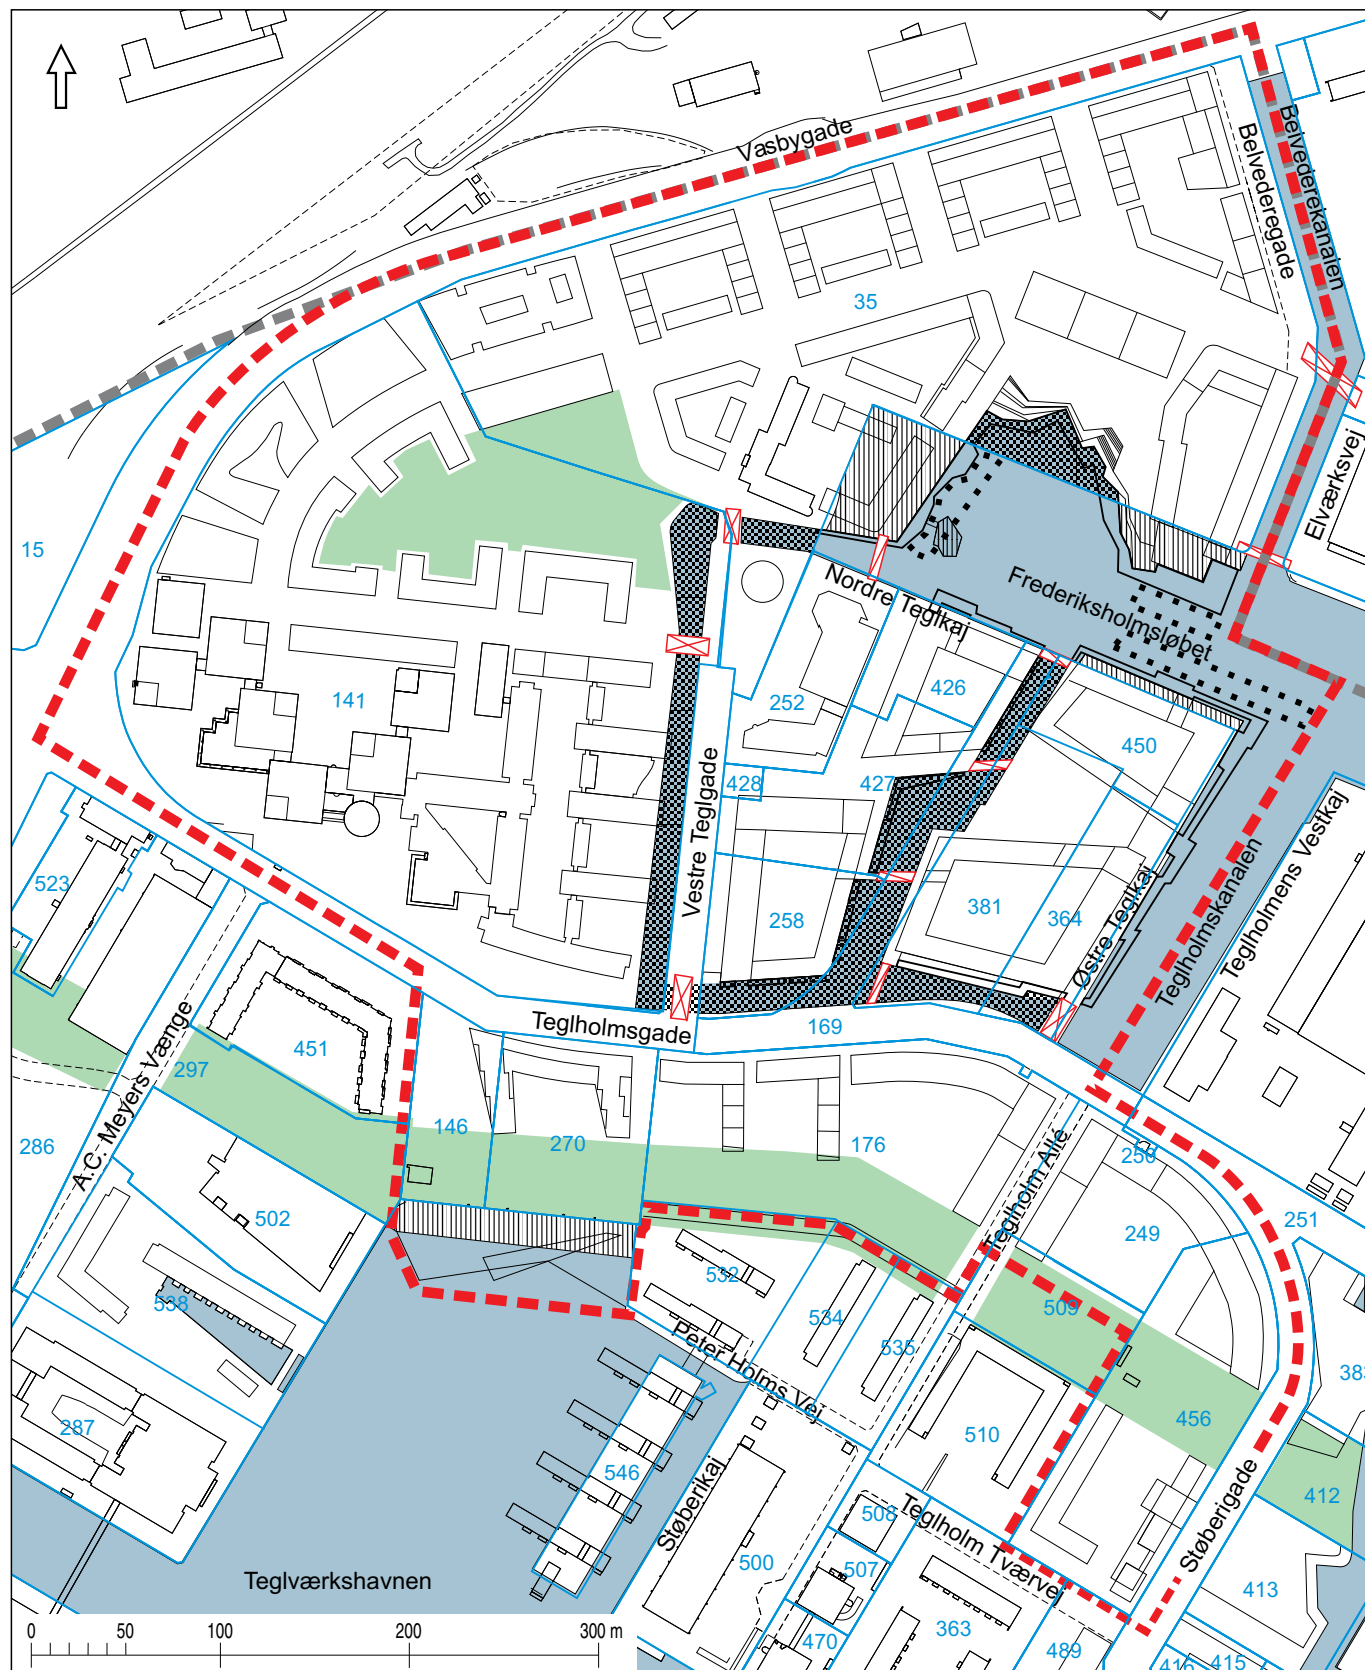 Vasbygade
Belvederegade
Belvederekanalen
35
Elværksvej
15
Nordre Teglkaj
Frederiksholmsløbet
141
252
426
450
428
427
Vestre Teglgade
Teglholmens Vestkaj
Teglholmskanalen
523
258
381
364
Østre Teglkaj
Teglholmsgade
169
451
A.C. Meyers Vænge
297
286
146
270
176
Teglholm Allé
250
249
251
502
532
509
538
534
535
Peter Holms Vej
383
287
510
456
546
Støberikaj
508
Teglholm Tværvej
Støberigade
412
500
507
Teglværkshavnen
413
470
363
489
416
415
0
50
100
200
300 m